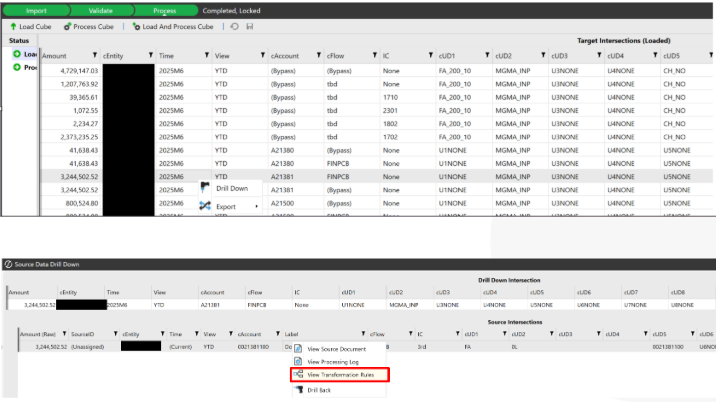 Import Validate Process Completed, Locked
Load Cube Process Cube Load And Process Cube
Status Target Intersections (Loaded)
Load Amount cEntity Time View cAccount cFlow IC cUD1 cUD2 cUD3 cUD4 cUD5
Proc 4,729,147.03 2025M6 YTD (Bypass) (Bypass) None FA_200_10 MGMA_INP U3NONE U4NONE CH_NO
1,207,763.92 2025M6 YTD (Bypass) tbd None FA_200_10 MGMA_INP U3NONE U4NONE CH_NO
39,365.61 2025M6 YTD (Bypass) tbd 1710 FA_200_10 MGMA_INP U3NONE U4NONE CH_NO
1,072.55 2025M6 YTD (Bypass) tbd 2301 FA_200_10 MGMA_INP U3NONE U4NONE CH_NO
2,234.27 2025M6 YTD (Bypass) tbd 1802 FA_200_10 MGMA_INP U3NONE U4NONE CH_NO
2,373,235.25 2025M6 YTD (Bypass) tbd 1702 FA_200_10 MGMA_INP U3NONE U4NONE CH_NO
41,638.43 2025M6 YTD A21380 (Bypass) None U1NONE MGMA_INP U3NONE U4NONE U5NONE
41,638.43 2025M6 YTD A21380 FINPCB None U1NONE MGMA_INP U3NONE U4NONE U5NONE
3,244,502.52 2025M6 YTD A21381 FINPCB None U1NONE MGMA_INP U3NONE U4NONE U5NONE
3,244,502.52 2025M6 Drill Down A21381 (Bypass) None U1NONE MGMA_INP U3NONE U4NONE U5NONE
800,524.80 2025M6 Export A21500 (Bypass) None U1NONE MGMA_INP U3NONE U4NONE U5NONE
Source Data Drill Down
Drill Down Intersection
Amount cEntity Time View cAccount cFlow IC cUD1 cUD2 cUD3 cUD4 cUD5 cUD6 cUD7 cUD8
3,244,502.52 2025M6 YTD A21381 FINPCB None U1NONE MGMA_INP U3NONE U4NONE U5NONE U6NONE U7NONE U8NONE
Source Intersections
Amount (Raw) SourceID cEntity Time View cAccount Label cFlow IC cUD1 cUD2 cUD3 cUD4 cUD5 cUD6
3,244,502.52 (Unassigned) (Current) YTD 0021381100 View Source Document 3rd FA 0L 0021381100
View Processing Log
View Transformation Rules
Drill Back